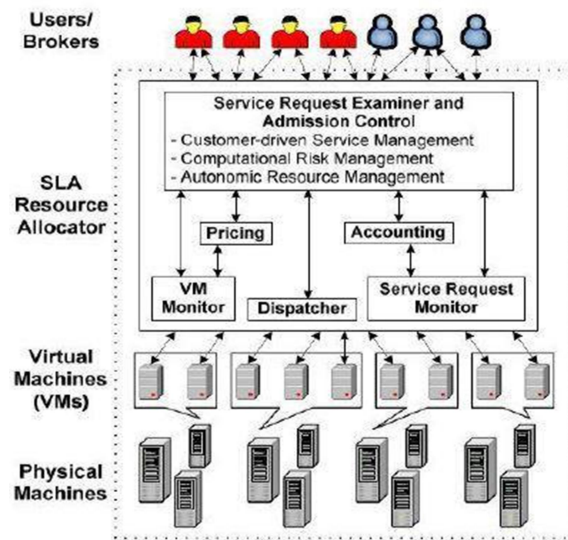 Users/
Brokers
Service Request Examiner and
Admission Control
- Customer-driven Service Management
- Computational Risk Management
- Autonomic Resource Management
SLA
Resource
Allocator
Pricing
Accounting
VM
Monitor
Dispatcher
Service Request
Monitor
Virtual
Machines
(VMs)
Physical
Machines